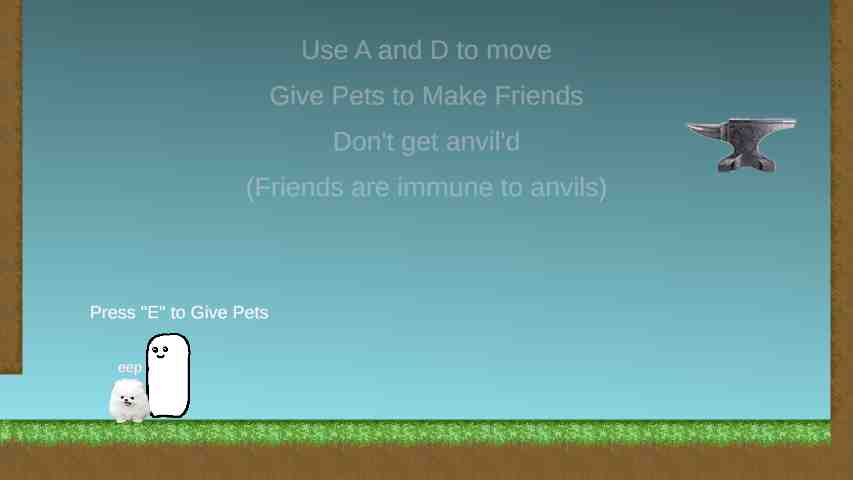 Use A and D to move
Give Pets to Make Friends
Don't get anvil'd
(Friends are immune to anvils)
Press "E" to Give Pets
eep